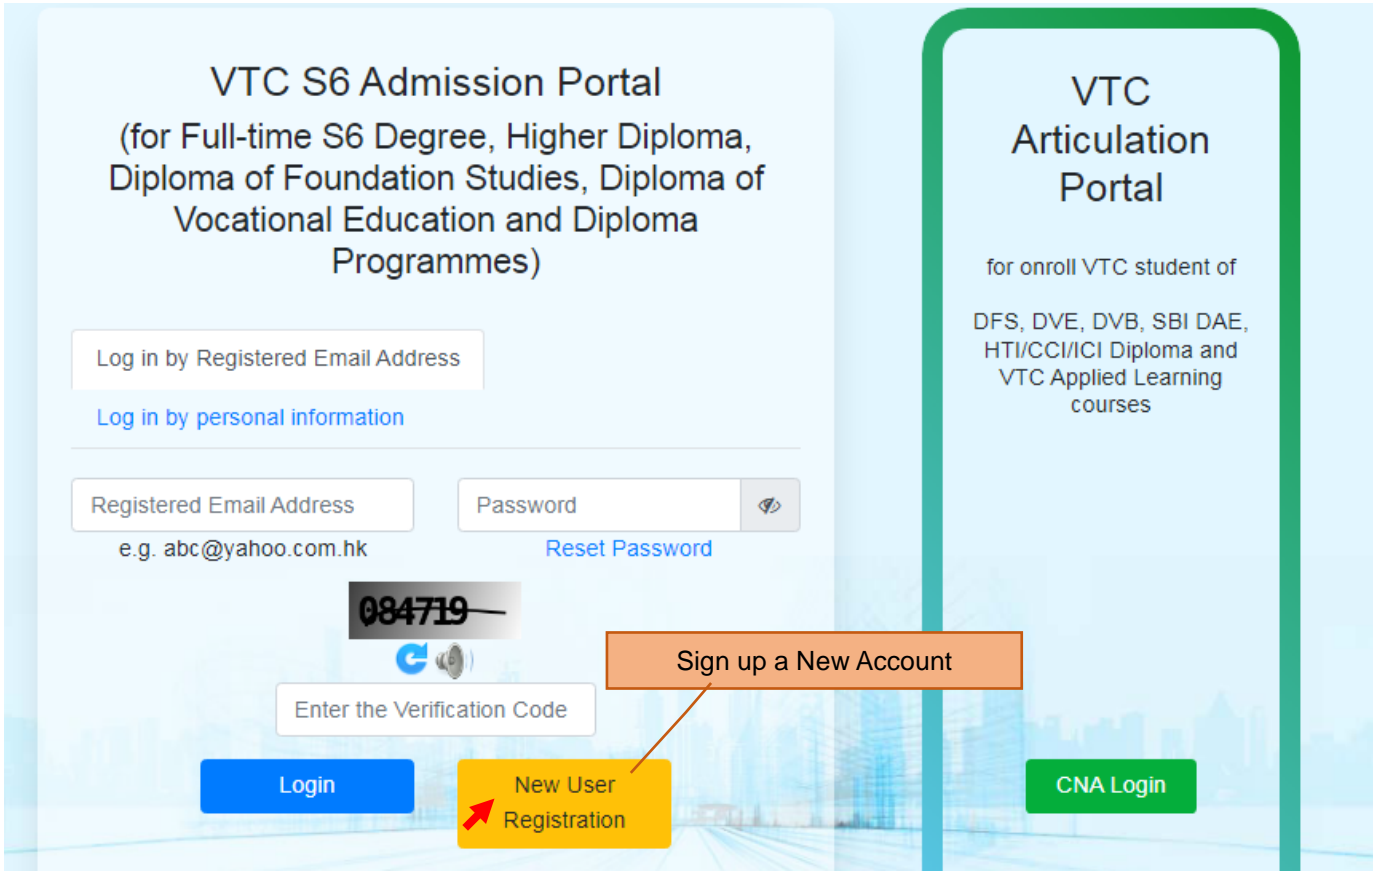 VTC S6 Admission Portal
(for Full-time S6 Degree, Higher Diploma,
Diploma of Foundation Studies, Diploma of
Vocational Education and Diploma
Programmes)
Log in by Registered Email Address
Log in by personal information
Registered Email Address
Password
e.g. abc@yahoo.com.hk
Reset Password
084719
Sign up a New Account
Enter the Verification Code
Login
New User
Registration
VTC
Articulation
Portal
for onroll VTC student of
DFS, DVE, DVB, SBI DAE,
HTI/CCI/ICI Diploma and
VTC Applied Learning
courses
CNA Login